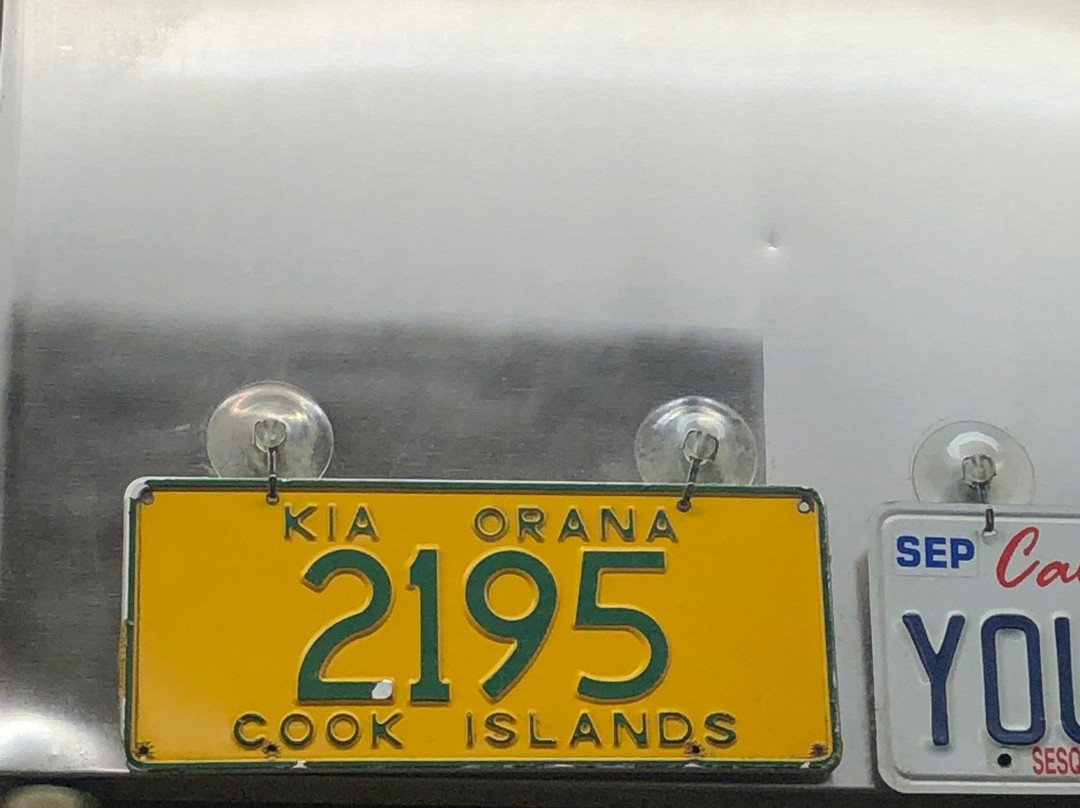 KIA ORANA
2195
COOK ISLANDS
SEP
YOU